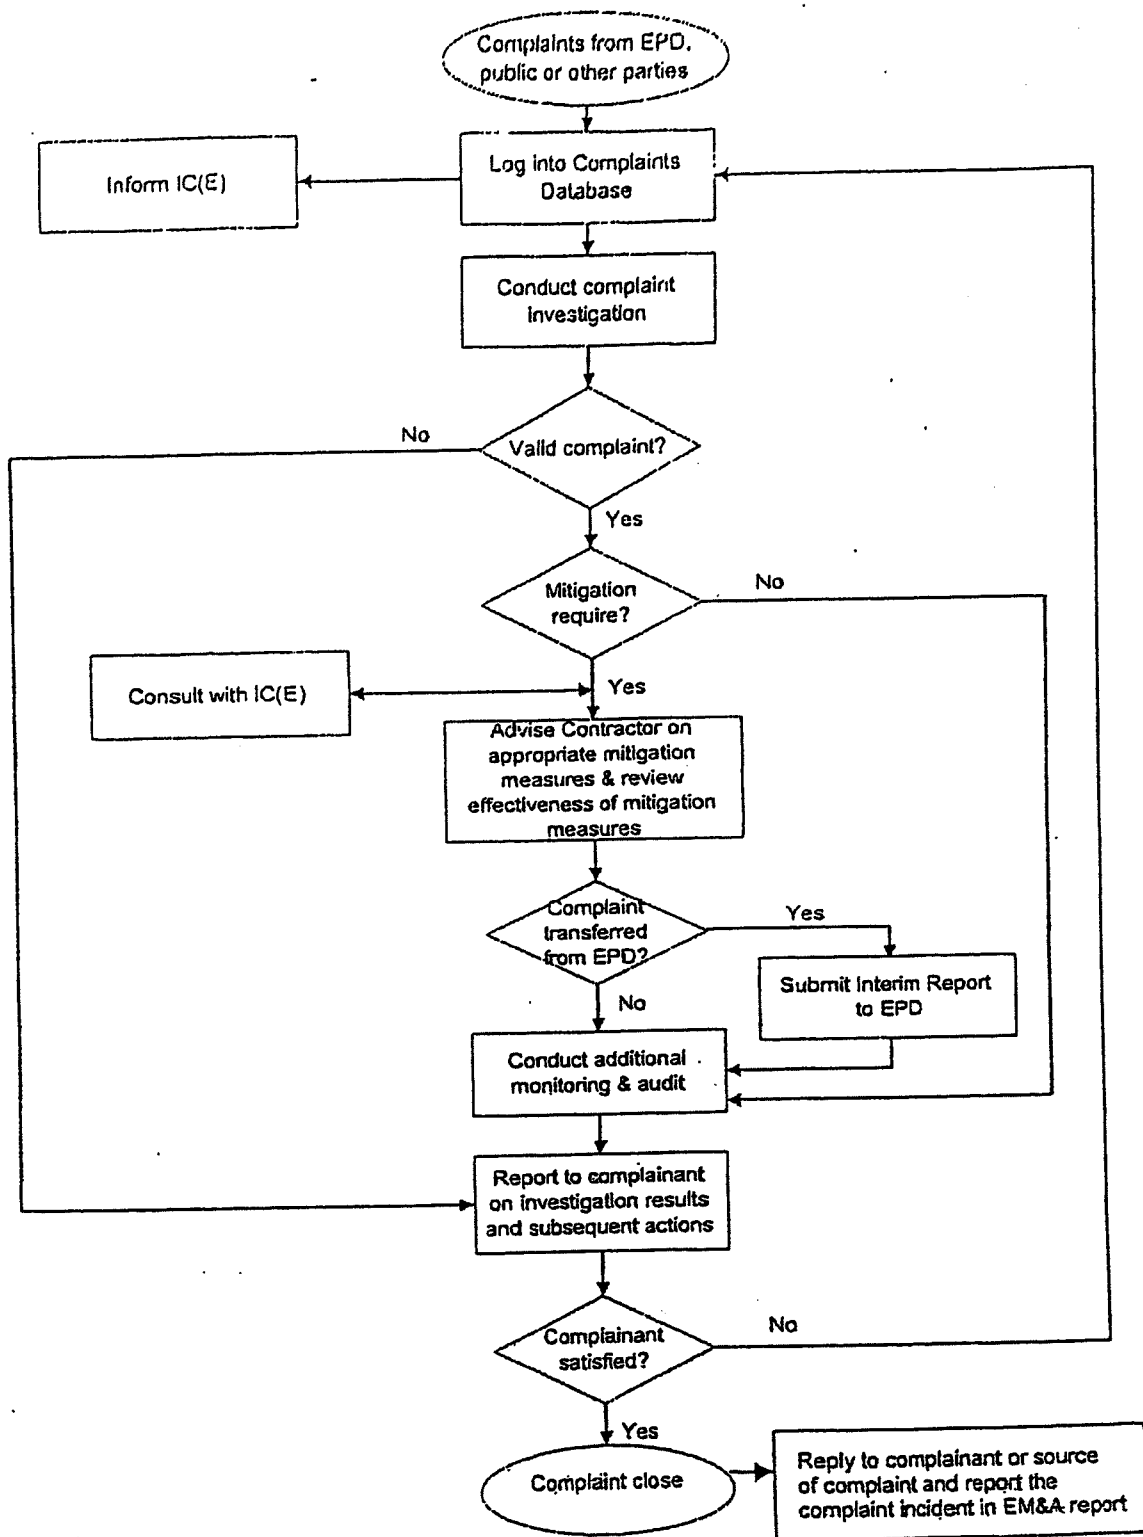 Complaints from EPD,
public or other parties
Log into Complaints
Database
Inform IC(E)
Conduct complaint
investigation
No
Valid complaint?
Yes
Mitigation
require?
No
Consult with IC(E)
Yes
Advise Contractor on
appropriate mitigation
measures & review
effectiveness of mitigation
measures
Complaint
transferred
from EPD?
Yes
Submit Interim Report
to EPD
No
Conduct additional
monitoring & audit
Report to complainant
on investigation results
and subsequent actions
Complainant
satisfied?
No
Yes
Complaint close
Reply to complainant or source
of complaint and report the
complaint incident in EM&A report